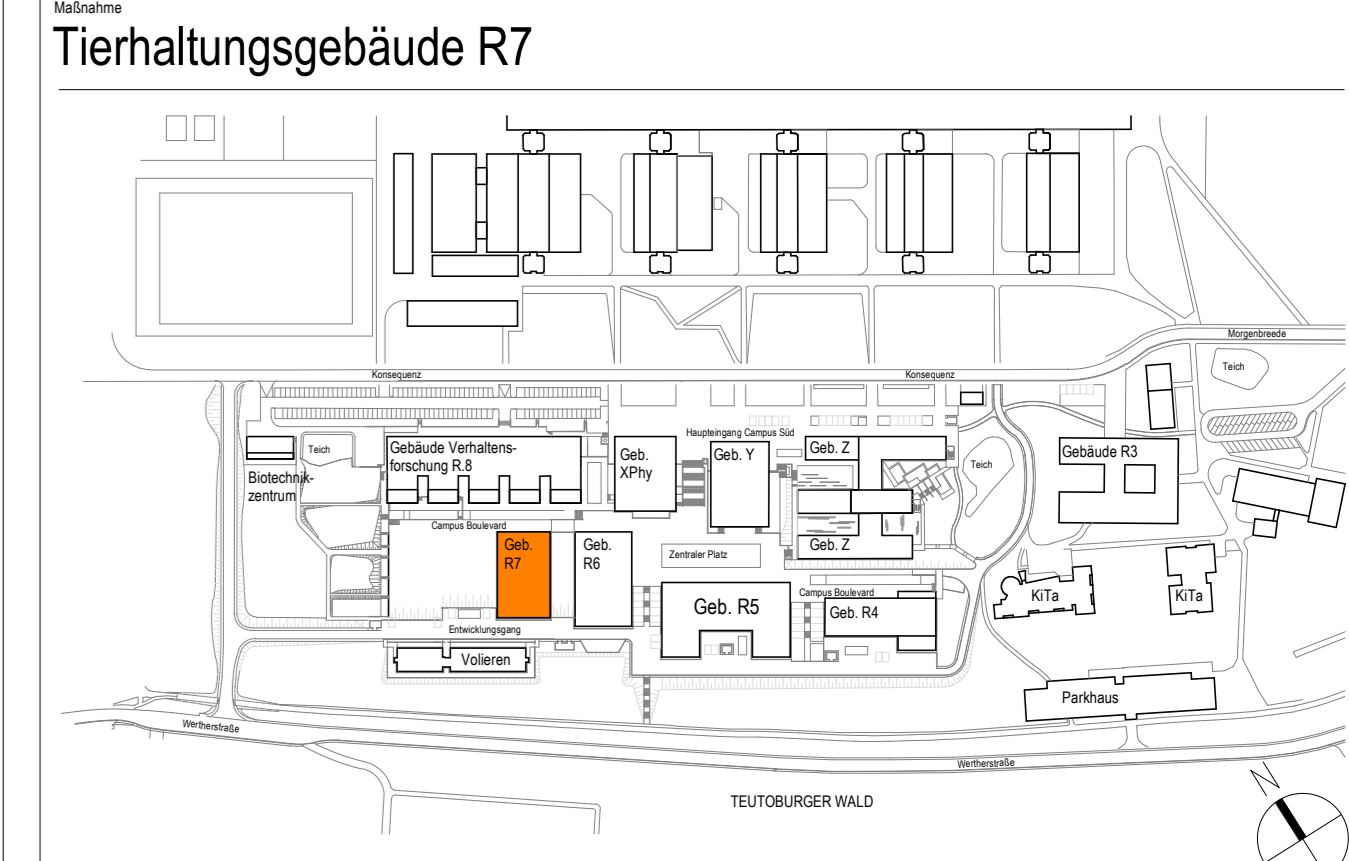 Maßnahme
Tierhaltungsgebäude R7
Morgenbreede
Teich
Konsequenz
Konsequenz
Haupteingang Campus Süd
Gebäude Verhaltens-
forschung R.8
Teich
Biotechnik-
zentrum
Geb.
XPhy
Geb. Y
Geb. Z
Teich
Gebäude R3
Campus Boulevard
Geb.
R7
Geb.
R6
Zentraler Platz
Geb. Z
Campus Boulevard
KiTa
KiTa
Geb. R5
Geb. R4
Entwicklungsgang
Volieren
Parkhaus
Wertherstraße
Wertherstraße
TEUTOBURGER WALD
N